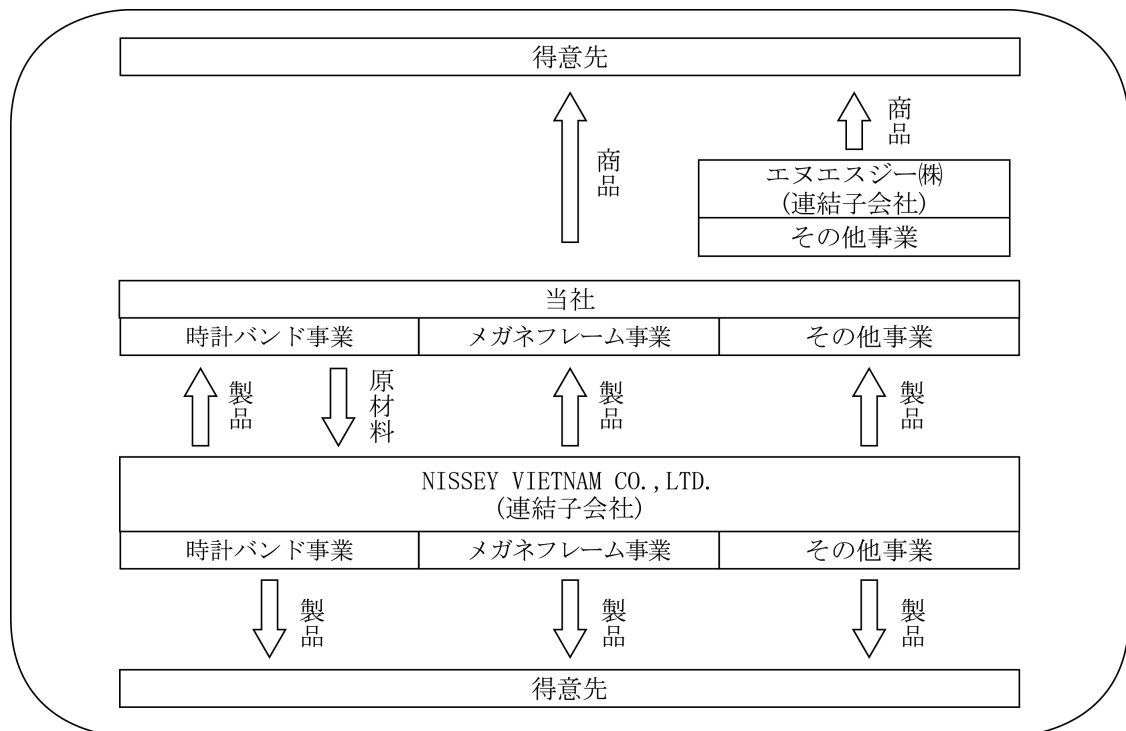 得意先
商品
商品
エヌエスジー㈱
(連結子会社)
その他事業
当社
時計バンド事業
メガネフレーム事業
その他事業
製品
原材料
製品
製品
NISSEY VIETNAM CO.,LTD.
(連結子会社)
時計バンド事業
メガネフレーム事業
その他事業
製品
製品
製品
得意先